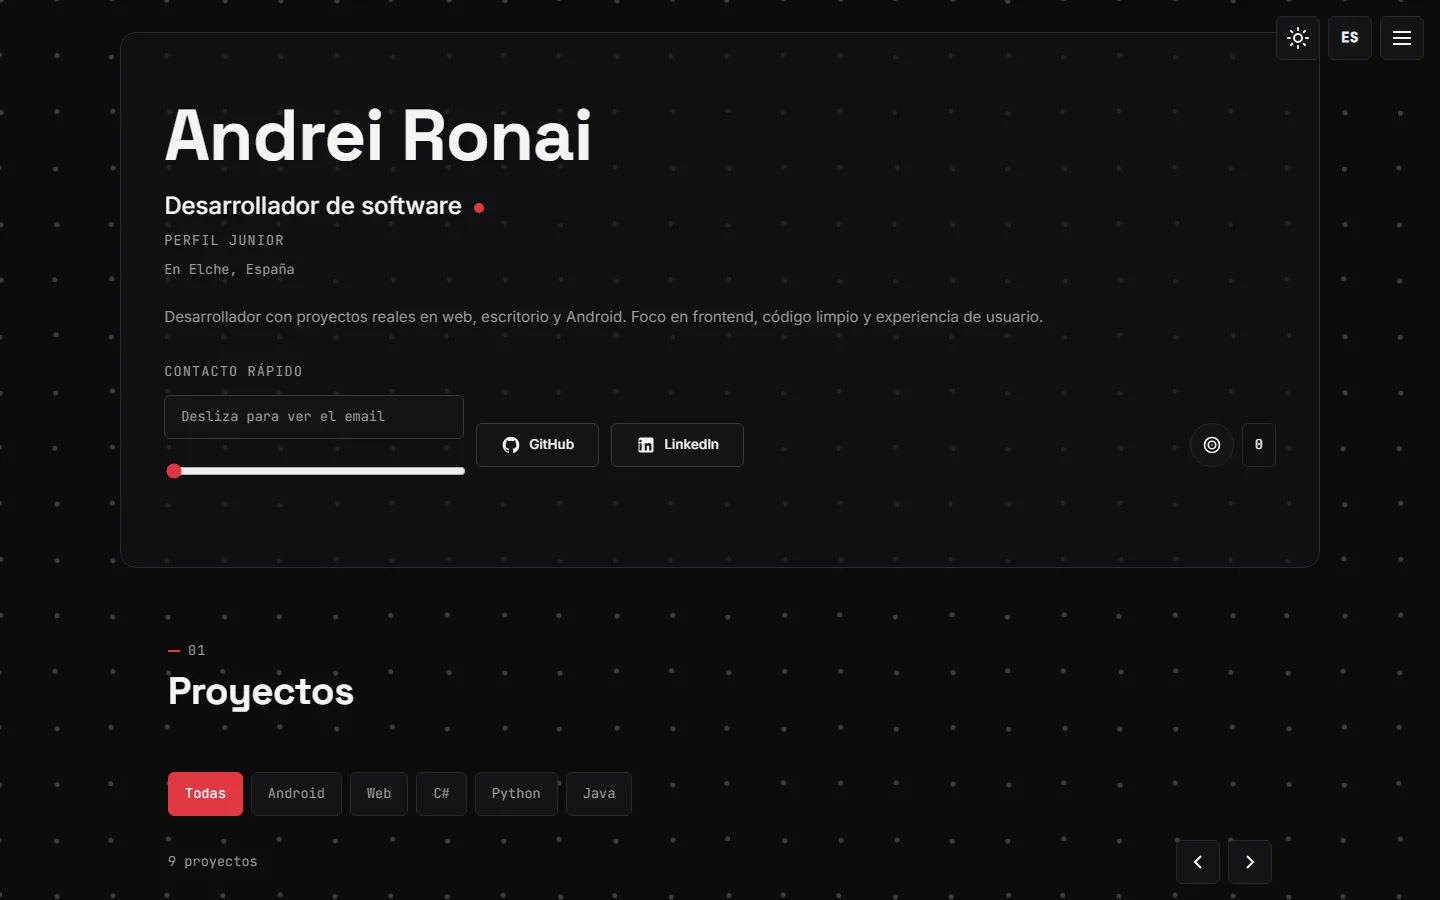 ES
Andrei Ronai
Desarrollador de software
PERFIL JUNIOR
En Elche, España
Desarrollador con proyectos reales en web, escritorio y Android. Foco en frontend, código limpio y experiencia de usuario.
CONTACTO RÁPIDO
Desliza para ver el email
GitHub
LinkedIn
0
01
Proyectos
Todas
Android
Web
C#
Python
Java
9 proyectos